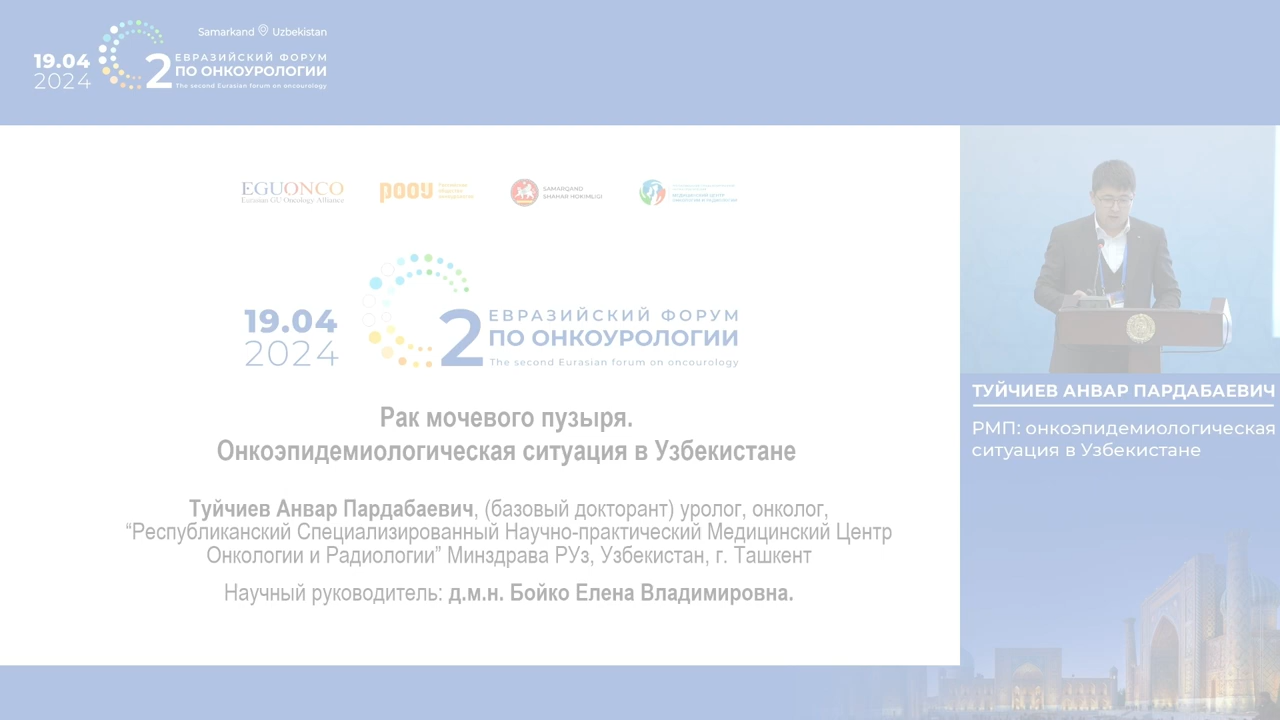 Samarkand Uzbekistan
19.04
2024
2
ЕВРАЗИЙСКИЙ ФОРУМ
ПО ОНКОУРОЛОГИИ
The second Eurasian forum on oncourology
EGUONCO
Eurasian GU Oncology Alliance
РООУ
SAMARQAND
SHAHAR HOKIMLIGI
19.04
2024
2
ЕВРАЗИЙСКИЙ ФОРУМ
ПО ОНКОУРОЛОГИИ
The second Eurasian forum on oncourology
Рак мочевого пузыря.
Онкоэпидемиологическая ситуация в Узбекистане
Туйчиев Анвар Пардабаевич, (базовый докторант) уролог, онколог,
“Республиканский Специализированный Научно-практический Медицинский Центр
Онкологии и Радиологии” Минздрава РУз, Узбекистан, г. Ташкент
Научный руководитель: д.м.н. Бойко Елена Владимировна.
ТУЙЧИЕВ АНВАР ПАРДАБАЕВИЧ
РМП: онкоэпидемиологическая
ситуация в Узбекистане